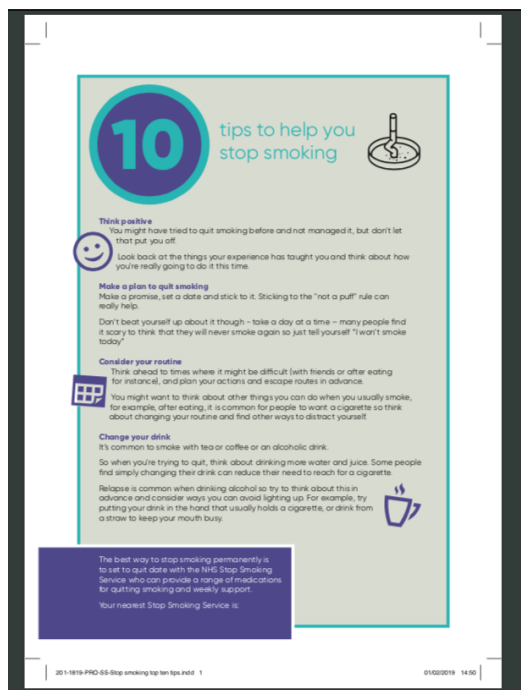 10
tips to help you
stop smoking
Think positive
You might have tried to quit smoking before and not managed it, but don't let
that put you off.
Look back at the things your experience has taught you and think about how
you're really going to do it this time.
Make a plan to quit smoking
Make a promise, set a date and stick to it. Sticking to the "not a puff" rule can
really help.
Don't beat yourself up about it though - take a day at a time – many people find
it scary to think that they will never smoke again so just tell yourself "I won't smoke
today"
Consider your routine
Think ahead to times where it might be difficult (with friends or after eating
for instance), and plan your actions and escape routes in advance.
You might want to think about other things you can do when you usually smoke,
for example, after eating, it is common for people to want a cigarette so think
about changing your routine and find other ways to distract yourself.
Change your drink
It's common to smoke with tea or coffee or an alcoholic drink.
So when you're trying to quit, think about drinking more water and juice. Some people
find simply changing their drink can reduce their need to reach for a cigarette.
Relapse is common when drinking alcohol so try to think about this in
advance and consider ways you can avoid lighting up. For example, try
putting your drink in the hand that usually holds a cigarette, or drink from
a straw to keep your mouth busy.
The best way to stop smoking permanently is
to set to quit date with the NHS Stop Smoking
Service who can provide a range of medications
for quitting smoking and weekly support.
Your nearest Stop Smoking Service is:
201-1819-PRO-SS-Stop smoking top ten tips.indd 1
01/02/2019 14:50